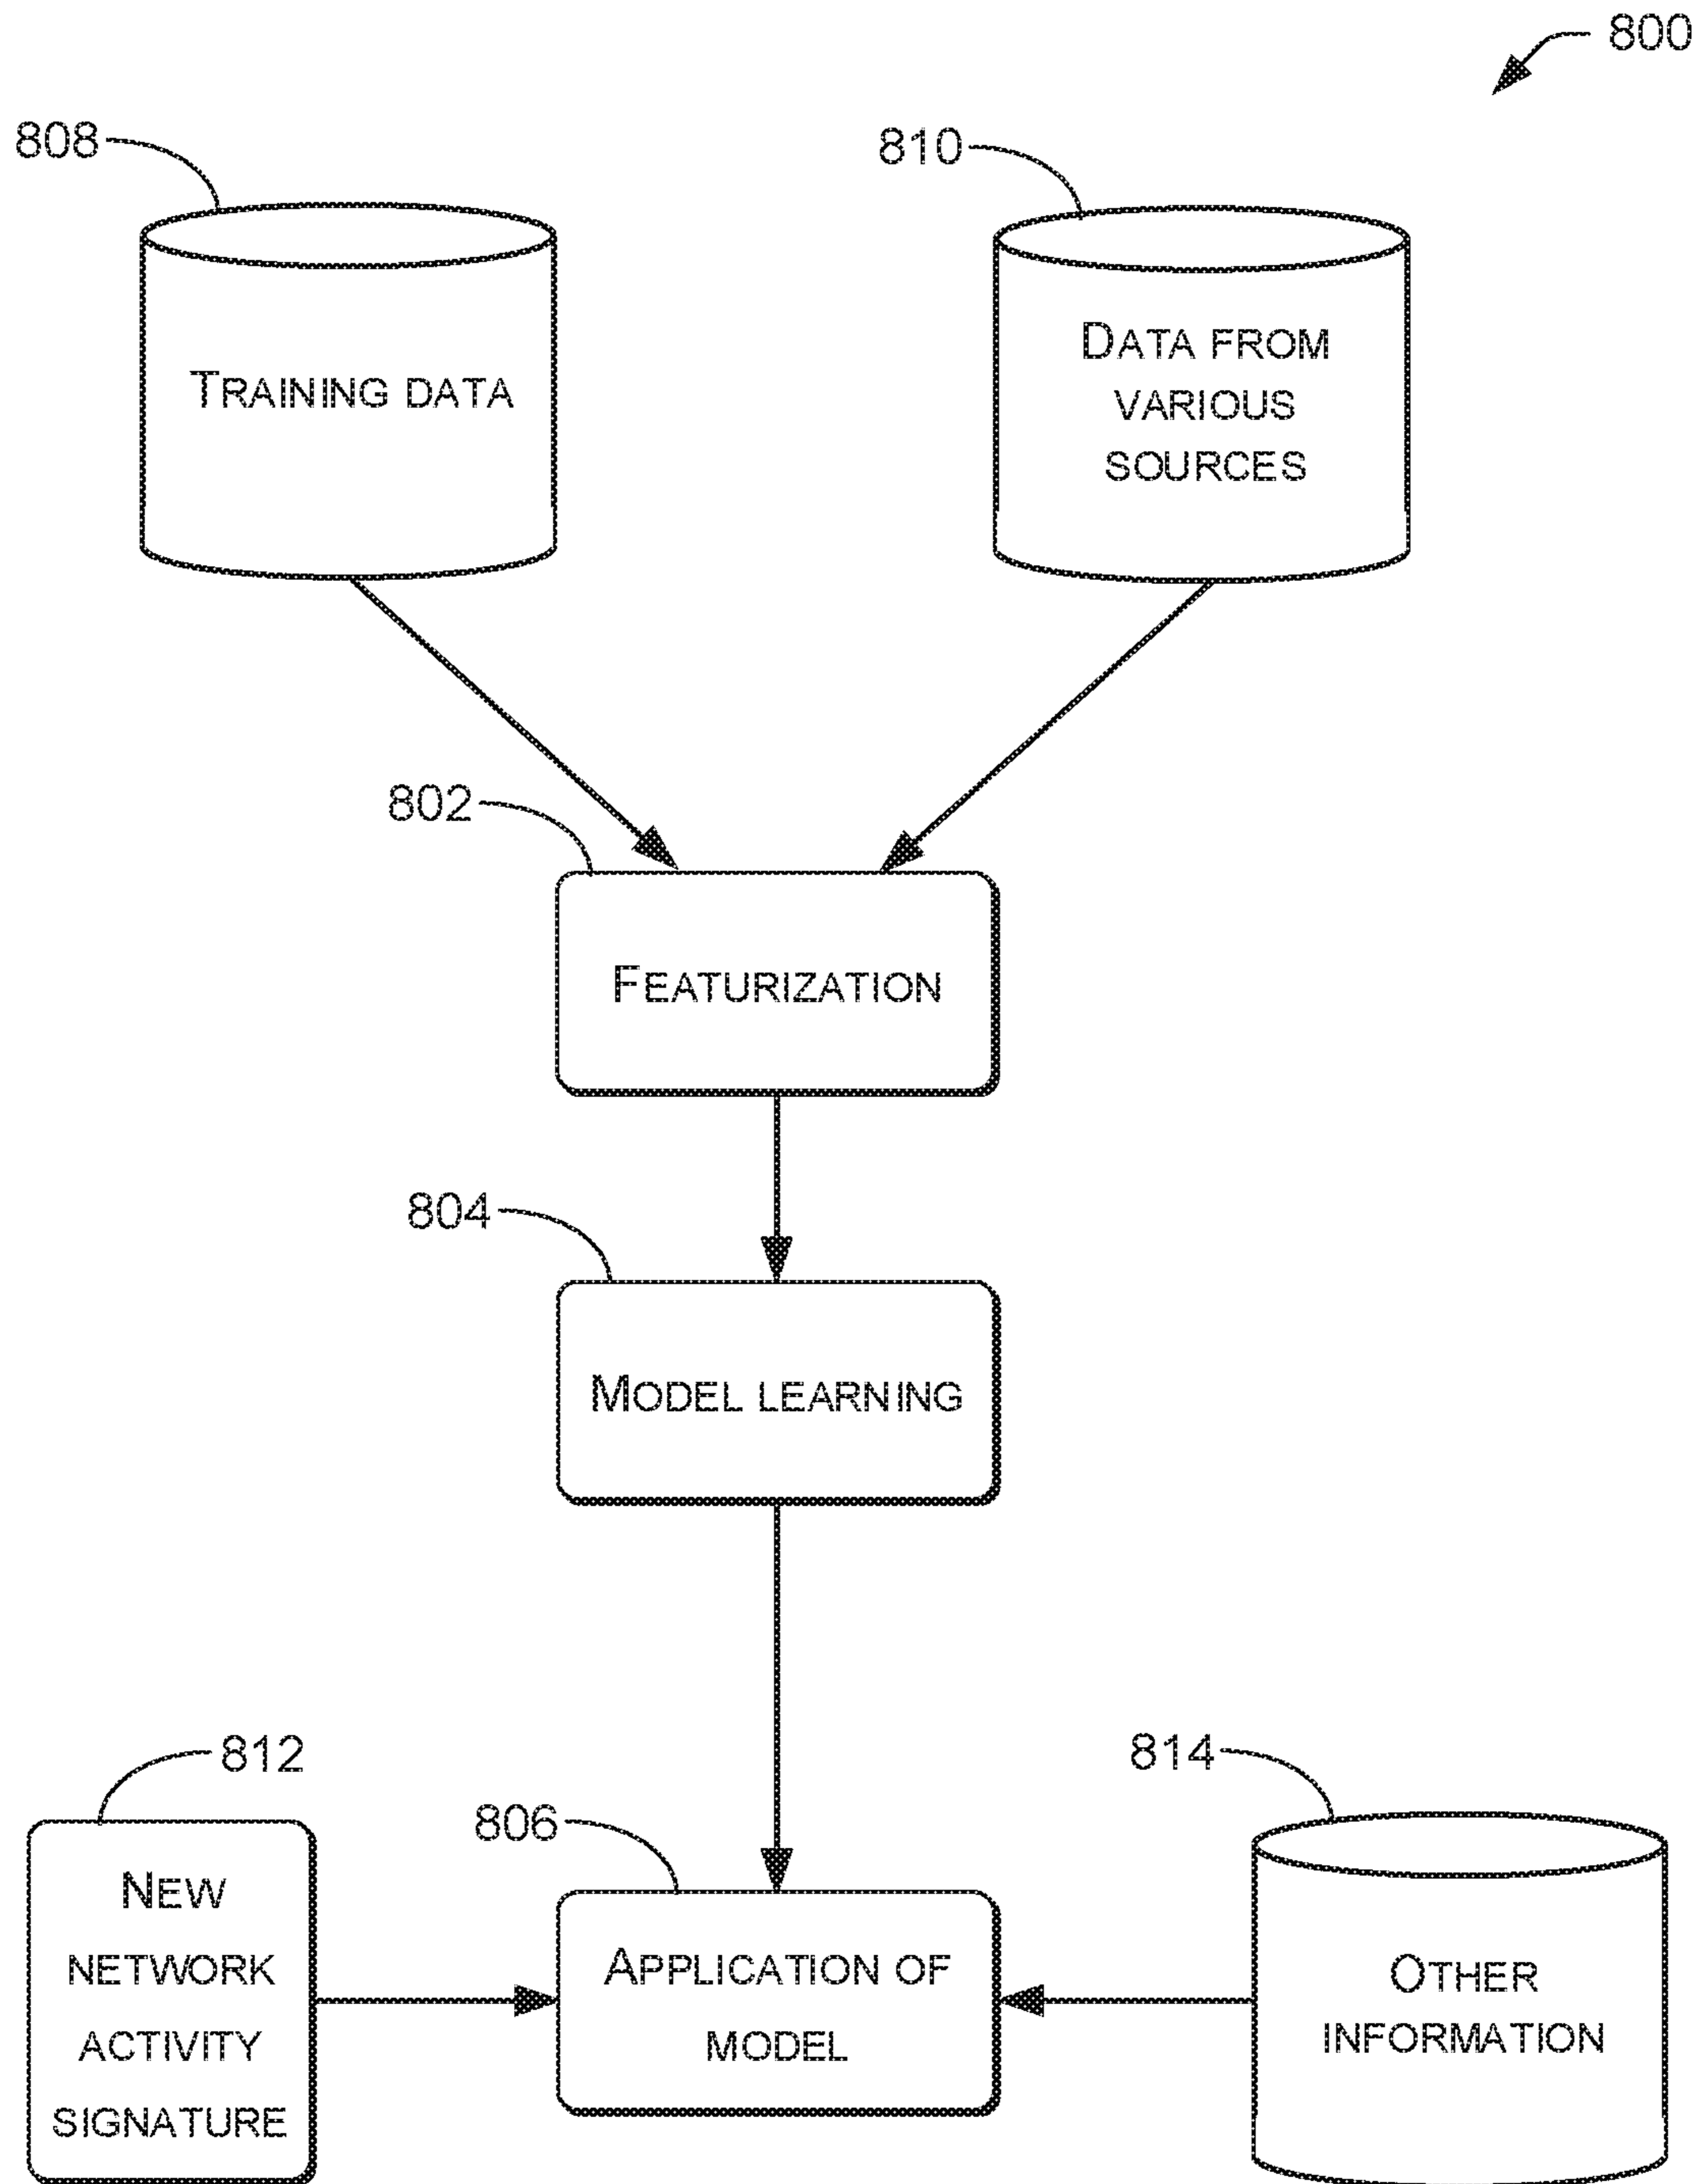 800
808
810
TRAINING DATA
DATA FROM
VARIOUS
SOURCES
802
FEATURIZATION
804
MODEL LEARNING
812
814
806
NEW
NETWORK
ACTIVITY
SIGNATURE
APPLICATION OF
MODEL
OTHER
INFORMATION